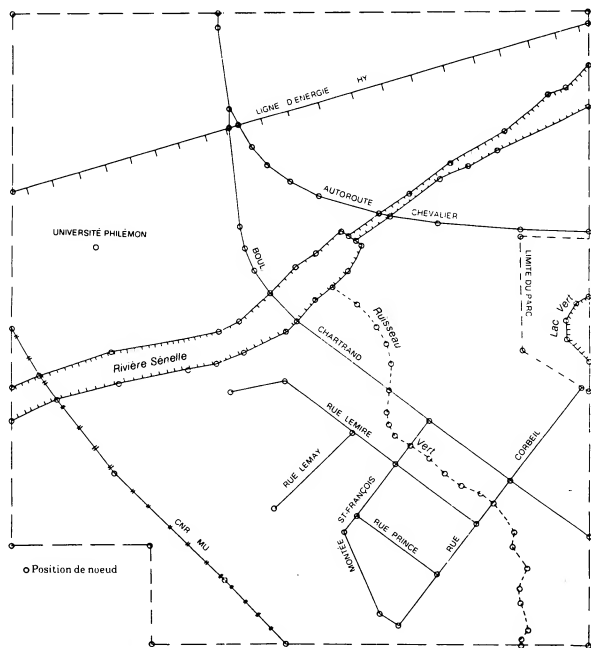 LIGNE D'ENERGIE HY
AUTOROUTE CHEVALIER
UNIVERSITÉ PHILÉMON
BOUL CHARTRAND
LIMITE DU PARC
Lac Vert
Ruisseau Vert
Rivière Sénelle
RUE LEMIRE
RUE LEMAY
CORBEIL RUE
MONTÉE ST-FRANÇOIS
RUE PRINCE
CNR MU
Position de nœud